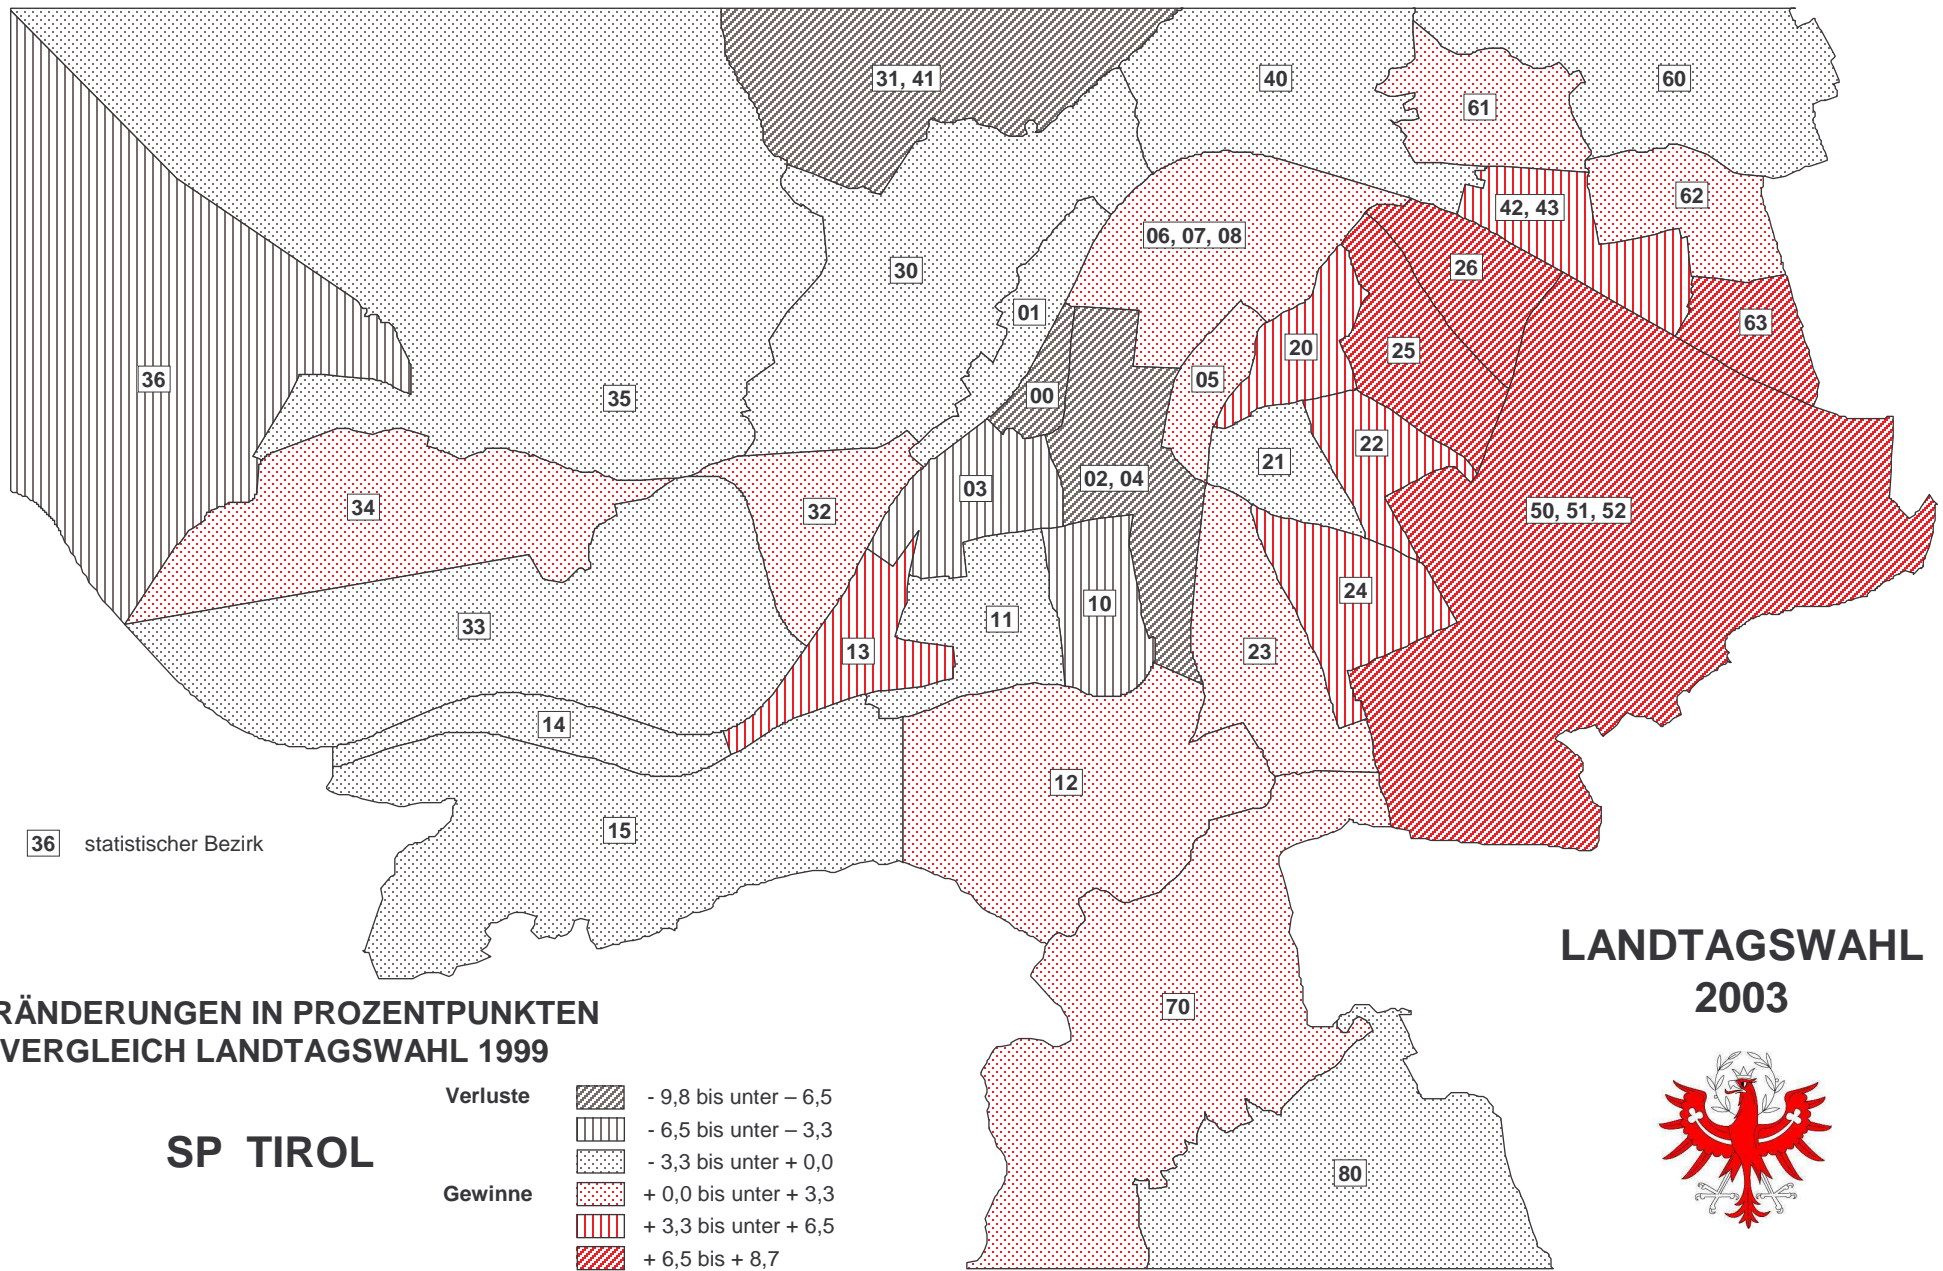 31, 41
40
60
61
62
42, 43
06, 07, 08
26
30
01
63
20
25
36
05
00
35
22
21
02, 04
03
34
32
50, 51, 52
24
10
11
33
13
23
14
12
15
36 statistischer Bezirk
70
80
LANDTAGSWAHL
2003
RÄNDERUNGEN IN PROZENTPUNKTEN
VERGLEICH LANDTAGSWAHL 1999
SP TIROL
Verluste - 9,8 bis unter – 6,5
- 6,5 bis unter – 3,3
- 3,3 bis unter + 0,0
Gewinne + 0,0 bis unter + 3,3
+ 3,3 bis unter + 6,5
+ 6,5 bis + 8,7